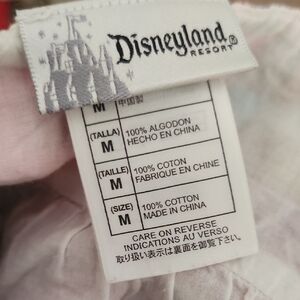 Disneyland
RESORT
M
中国製
(TALLA)
M
100% ALGODON
HECHO EN CHINA
(TAILLE)
M
100% COTON
FABRIQUE EN CHINE
(SIZE)
M
100% COTTON
MADE IN CHINA
CARE ON REVERSE
INDICATIONS AU VERSO
取り扱い表示は裏面を御覧下さい。